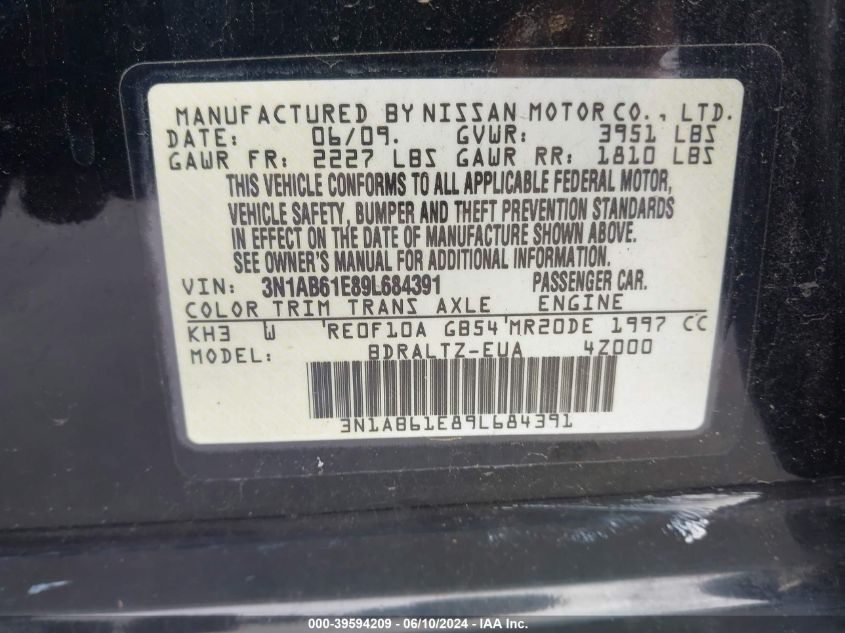 MANUFACTURED BY NISSAN MOTOR CO., LTD.
DATE: 06/09. GVWR: 3951 LBS
GAWR FR: 2227 LBS GAWR RR: 1810 LBS
THIS VEHICLE CONFORMS TO ALL APPLICABLE FEDERAL MOTOR,
VEHICLE SAFETY, BUMPER AND THEFT PREVENTION STANDARDS
IN EFFECT ON THE DATE OF MANUFACTURE SHOWN ABOVE.
SEE OWNER'S MANUAL FOR ADDITIONAL INFORMATION.
VIN: 3N1AB61E89L684391 PASSENGER CAR.
COLOR TRIM TRANS AXLE ENGINE
KH3 W 'RE0F10A GB54'MR20DE 1997 CC
MODEL: BDRALTZ-EUA 4Z000
3N1AB61E89L684391
000-39594209 - 06/10/2024 - IAA Inc.